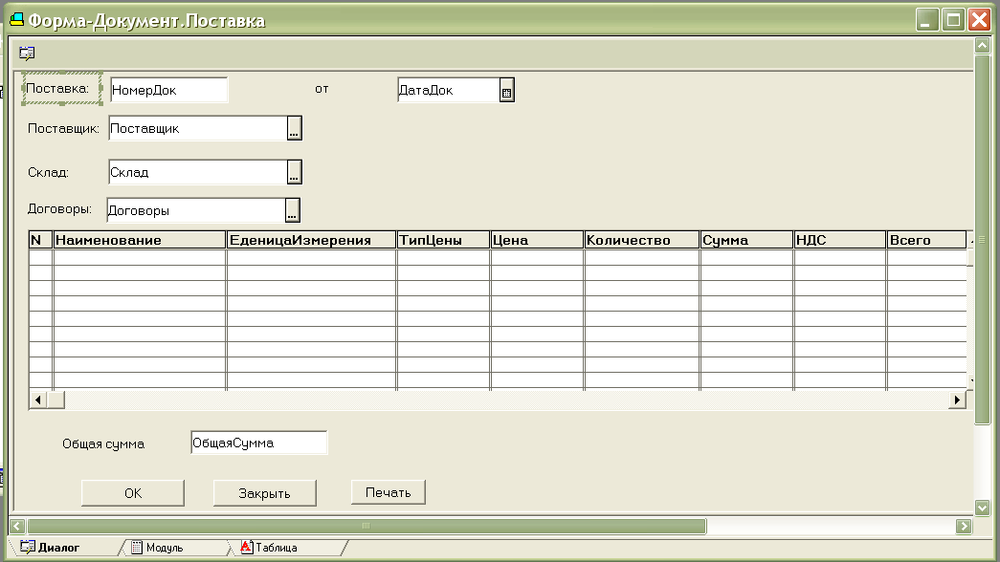 Форма-Документ.Поставка
Поставка: НомерДок от ДатаДок
Поставщик: Поставщик ...
Склад: Склад ...
Договоры: Договоры ...
N Наименование ЕденицаИзмерения ТипЦены Цена Количество Сумма НДС Всего
Общая сумма ОбщаяСумма
OK Закрыть Печать
Диалог Модуль Таблица